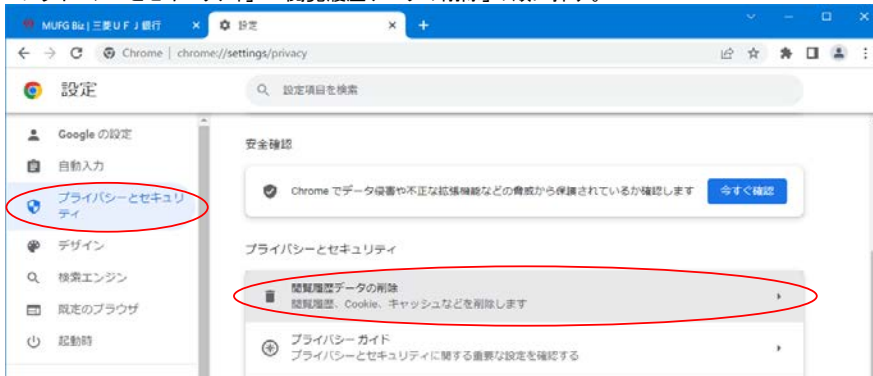 MUFG Biz | 三菱UFJ銀行
設定
Chrome | chrome://settings/privacy
設定
設定項目を検索
Google の設定
自動入力
プライバシーとセキュリ
ティ
デザイン
検索エンジン
既定のブラウザ
起動時
安全確認
Chrome でデータ侵害や不正な拡張機能などの脅威から保護されているか確認します
今すぐ確認
プライバシーとセキュリティ
閲覧履歴データの削除
閲覧履歴、Cookie、キャッシュなどを削除します
プライバシー ガイド
プライバシーとセキュリティに関する重要な設定を確認する